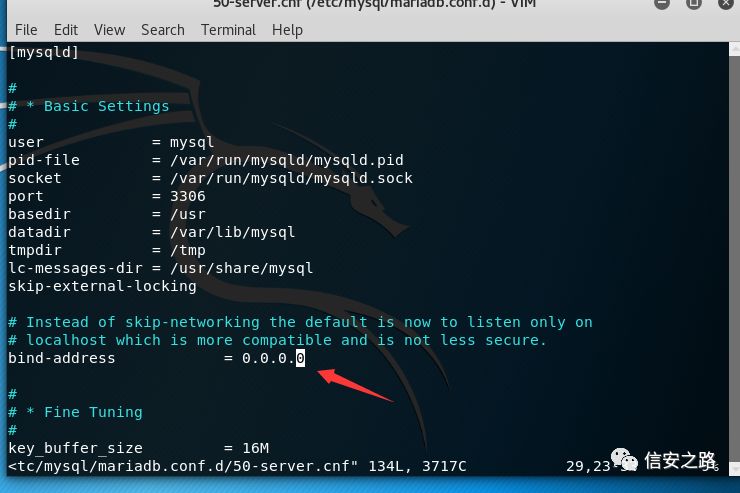 50-server.cnf (/etc/mysql/mariadb.conf.d) - VIM
File Edit View Search Terminal Help
[mysqld]
#
# * Basic Settings
#
user = mysql
pid-file = /var/run/mysqld/mysqld.pid
socket = /var/run/mysqld/mysqld.sock
port = 3306
basedir = /usr
datadir = /var/lib/mysql
tmpdir = /tmp
lc-messages-dir = /usr/share/mysql
skip-external-locking
# Instead of skip-networking the default is now to listen only on
# localhost which is more compatible and is not less secure.
bind-address = 0.0.0.0
#
# * Fine Tuning
#
key_buffer_size = 16M
<tc/mysql/mariadb.conf.d/50-server.cnf" 134L, 3717C 29,23-
信安之路